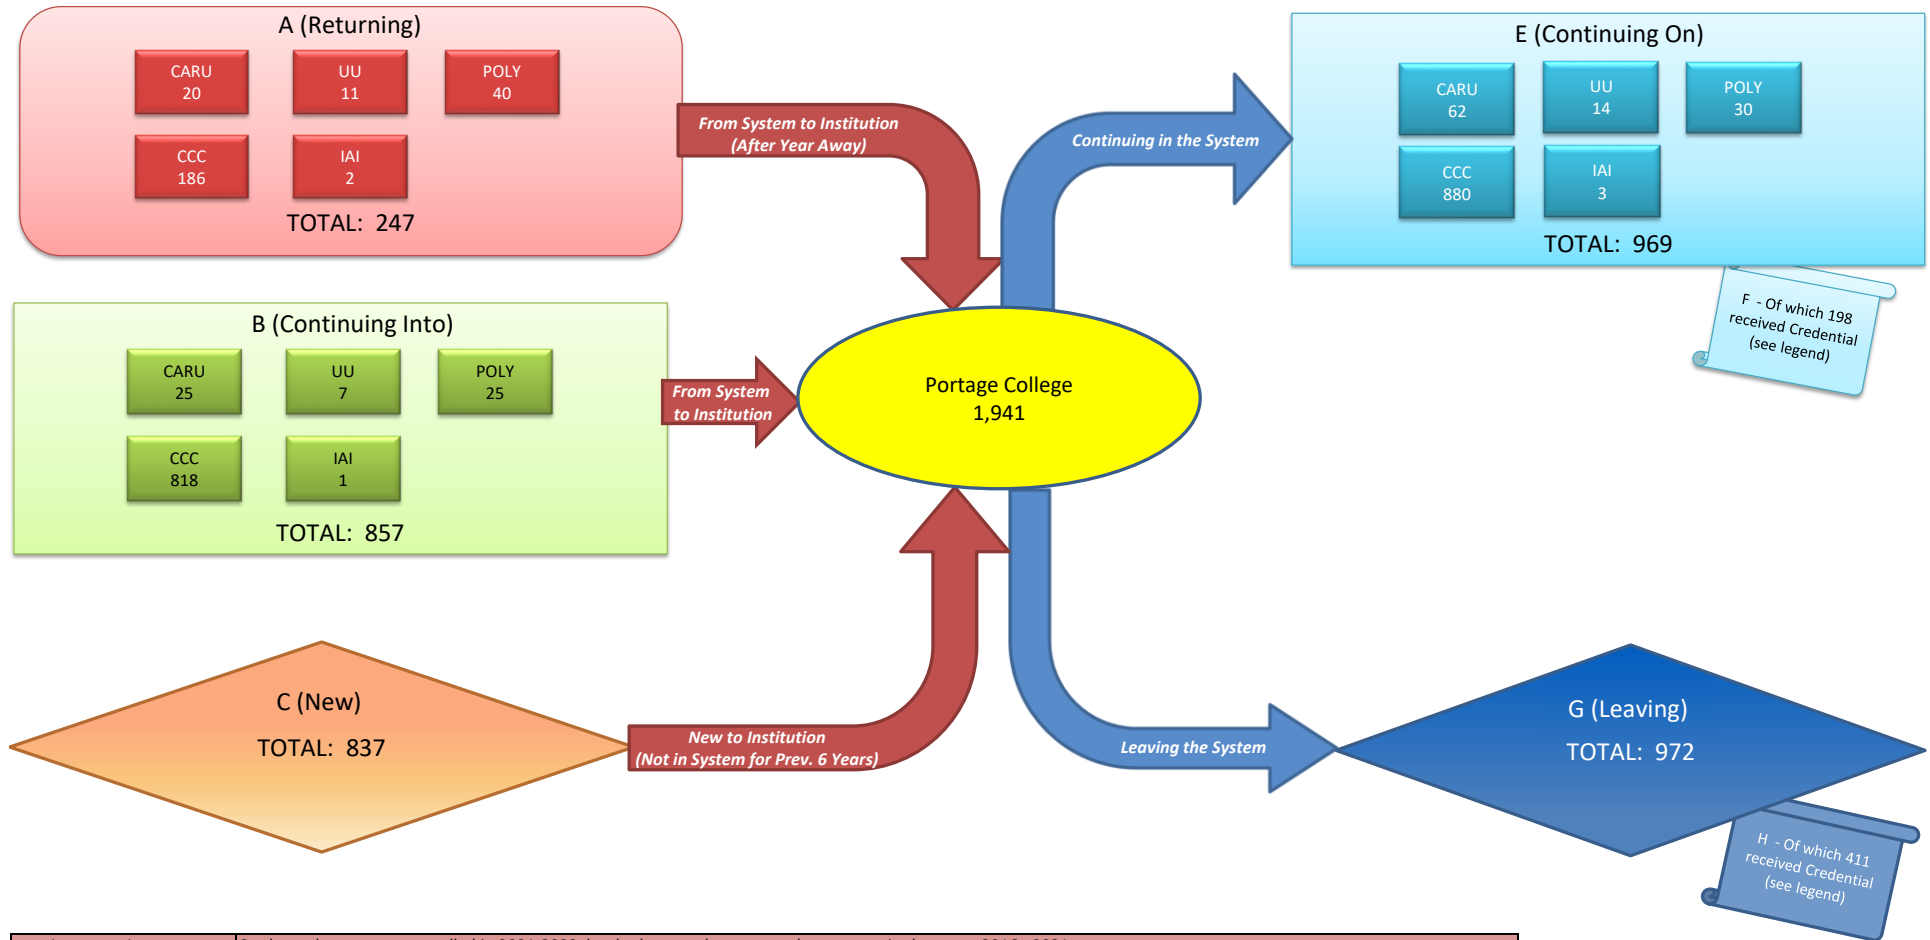 A (Returning)
CARU
20
UU
11
POLY
40
CCC
186
IAI
2
TOTAL: 247
From System to Institution
(After Year Away)
Continuing in the System
E (Continuing On)
CARU
62
UU
14
POLY
30
CCC
880
IAI
3
TOTAL: 969
F - Of which 198
received Credential
(see legend)
B (Continuing Into)
CARU
25
UU
7
POLY
25
CCC
818
IAI
1
TOTAL: 857
From System
to Institution
Portage College
1,941
C (New)
TOTAL: 837
New to Institution
(Not in System for Prev. 6 Years)
Leaving the System
G (Leaving)
TOTAL: 972
H - Of which 411
received Credential
(see legend)